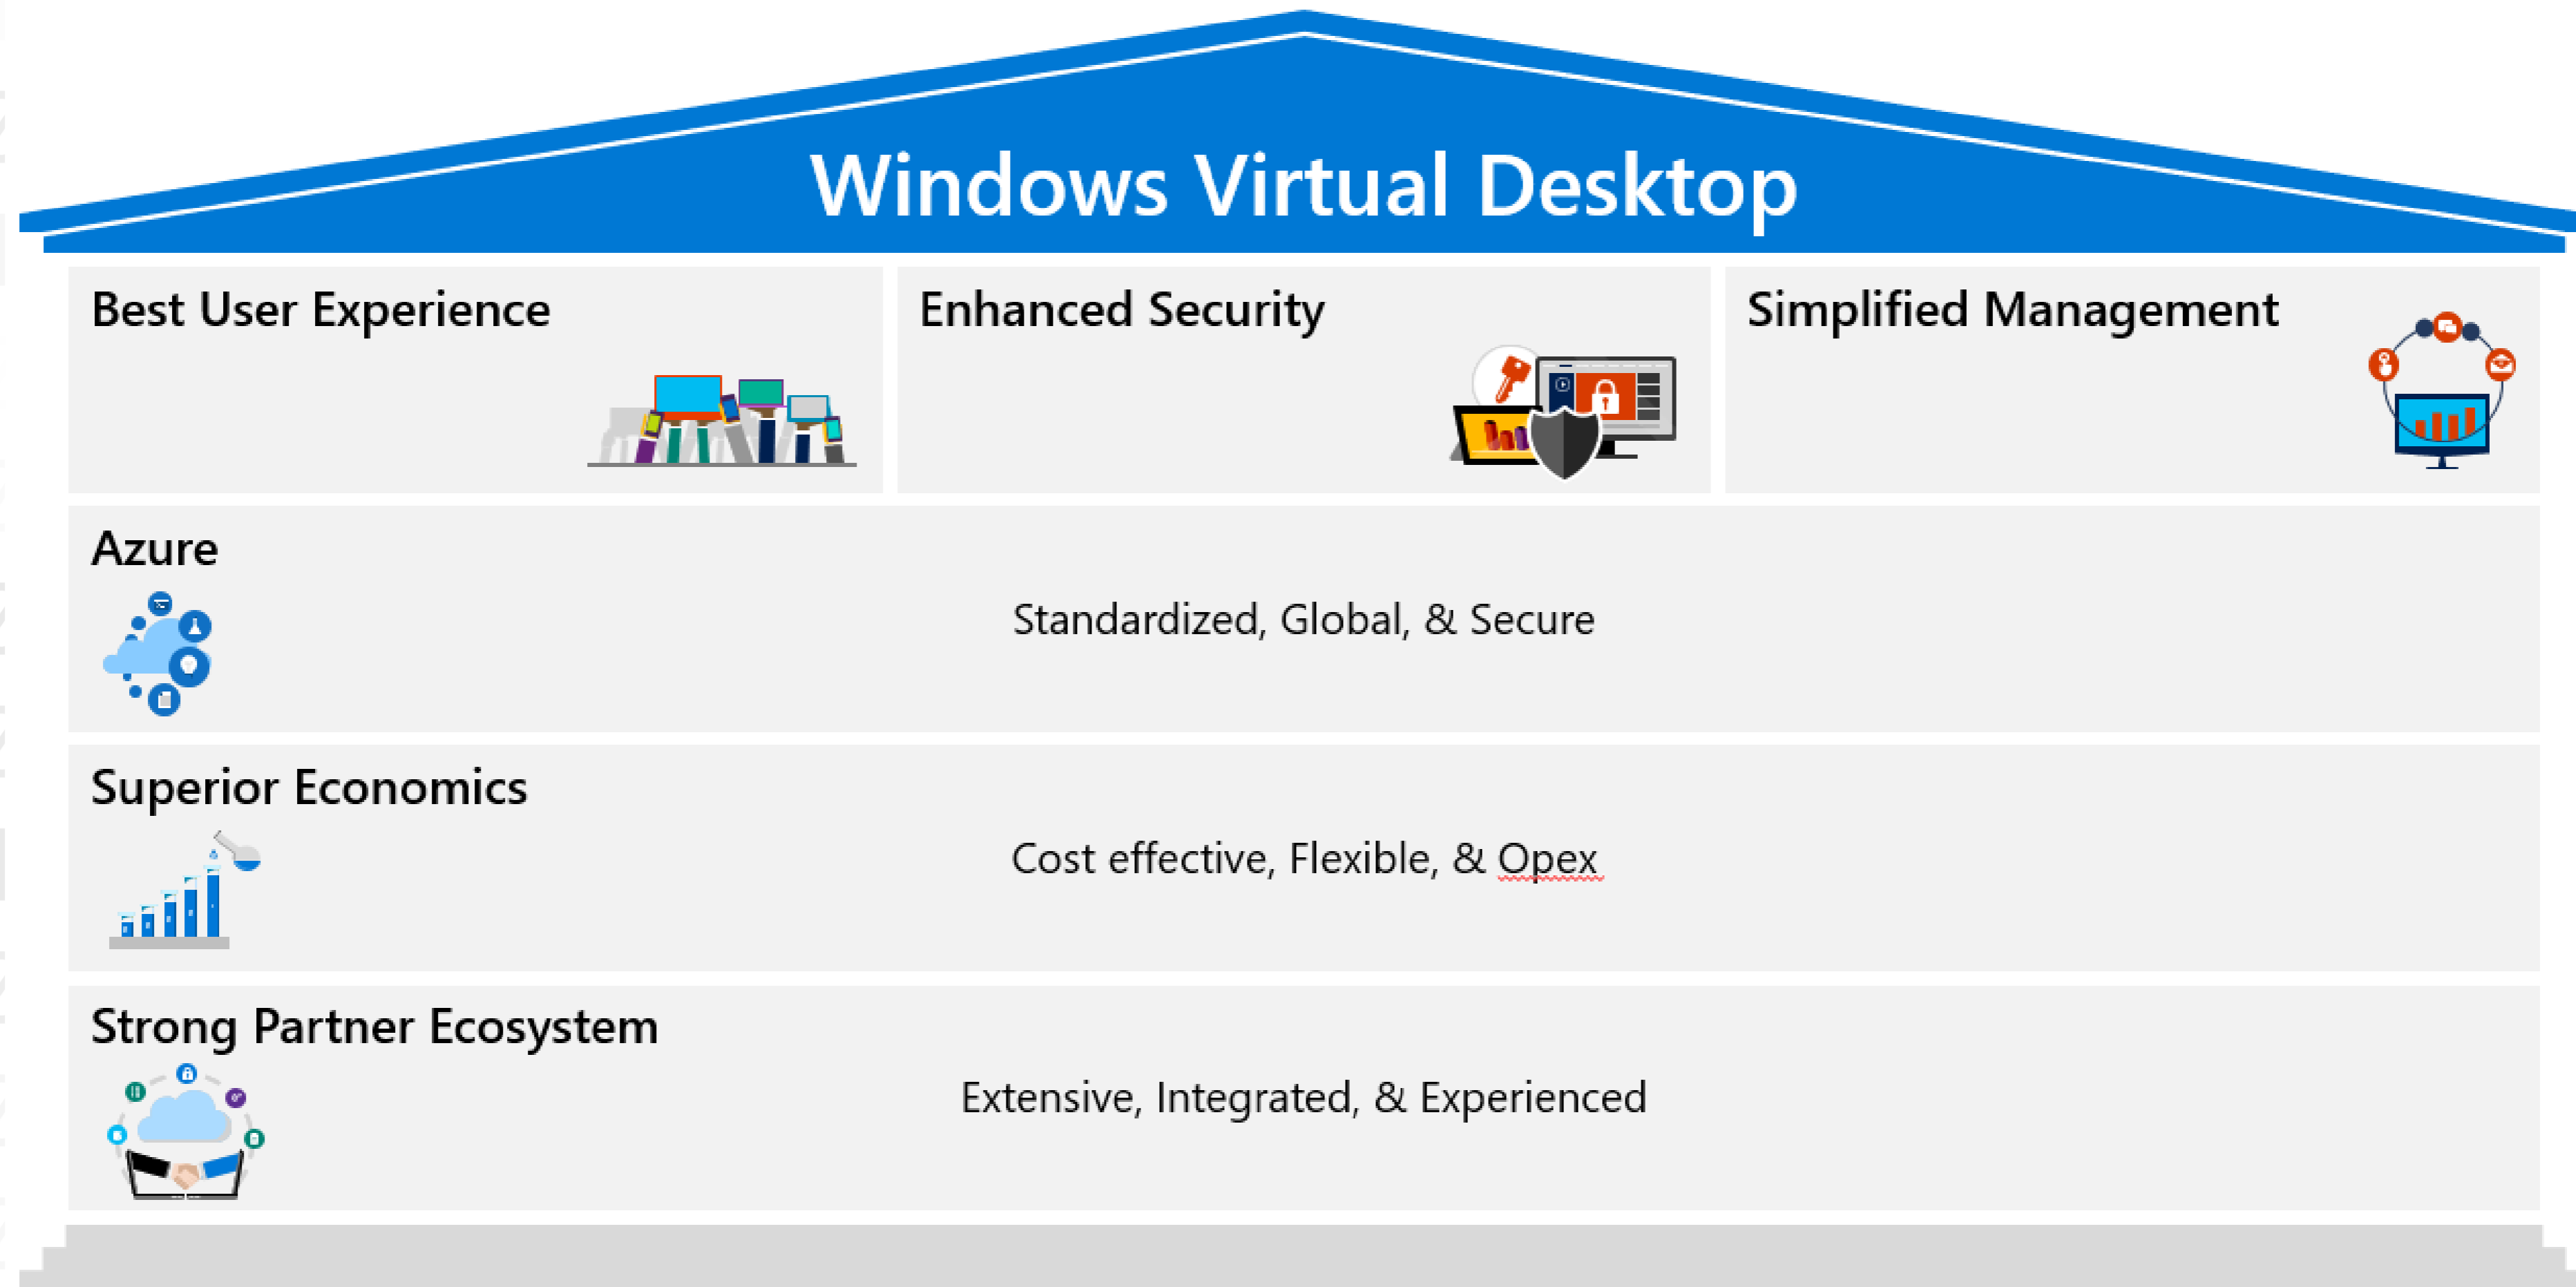 Windows Virtual Desktop
Best User Experience
Enhanced Security
Simplified Management
Azure
Standardized, Global, & Secure
Superior Economics
Cost effective, Flexible, & Opex
Strong Partner Ecosystem
Extensive, Integrated, & Experienced